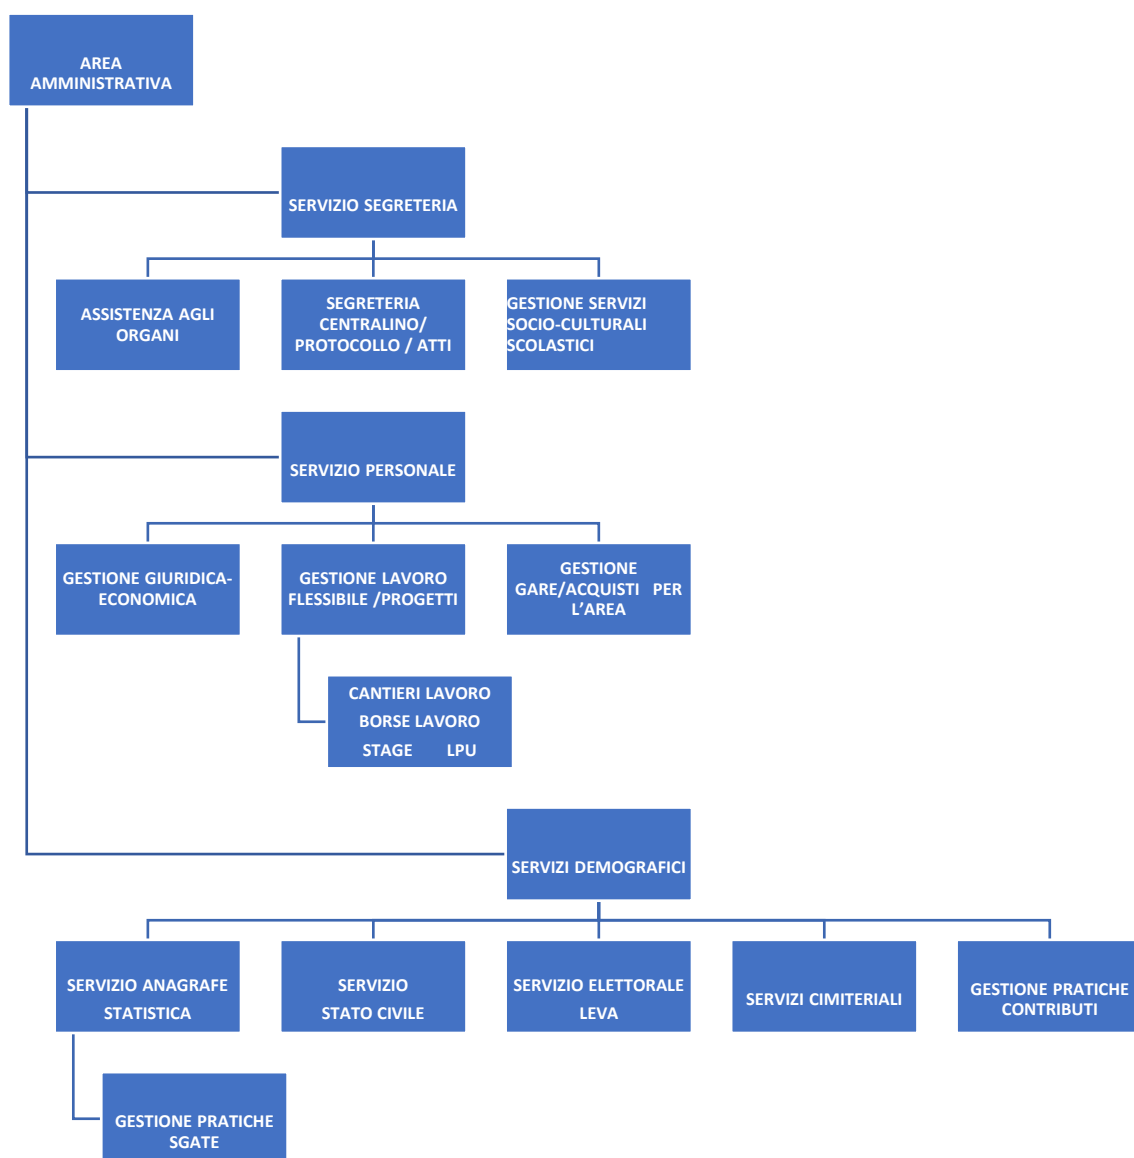 AREA
AMMINISTRATIVA
SERVIZIO SEGRETERIA
ASSISTENZA AGLI
ORGANI
SEGRETERIA
CENTRALINO/
PROTOCOLLO / ATTI
GESTIONE SERVIZI
SOCIO-CULTURALI
SCOLASTICI
SERVIZIO PERSONALE
GESTIONE GIURIDICA-
ECONOMICA
GESTIONE LAVORO
FLESSIBILE /PROGETTI
GESTIONE
GARE/ACQUISTI PER
L’AREA
CANTIERI LAVORO
BORSE LAVORO
STAGE LPU
SERVIZI DEMOGRAFICI
SERVIZIO ANAGRAFE
STATISTICA
SERVIZIO
STATO CIVILE
SERVIZIO ELETTORALE
LEVA
SERVIZI CIMITERIALI
GESTIONE PRATICHE
CONTRIBUTI
GESTIONE PRATICHE
SGATE